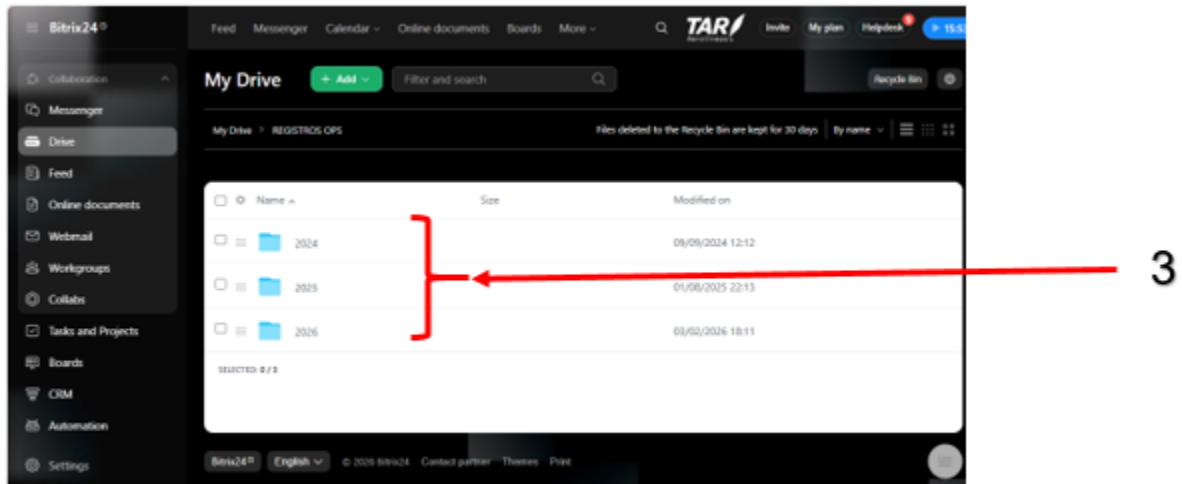 Bitrix24
Feed Messenger Calendar Online documents Boards More
TAR
Aerolíneas
Invite My plan Helpdesk 15:53
Collaboration
Messenger
Drive
Feed
Online documents
Webmail
Workgroups
Collabs
Tasks and Projects
Boards
CRM
Automation
Settings
My Drive + Add Filter and search Recycle Bin
My Drive > REGISTROS OPS Files deleted to the Recycle Bin are kept for 30 days By name
Name Size Modified on
2024 09/09/2024 12:12
2025 01/08/2025 22:13
2026 03/02/2026 18:11
SELECTED: 0 / 3
3
Bitrix24 English © 2026 Bitrix24 Contact partner Themes Print